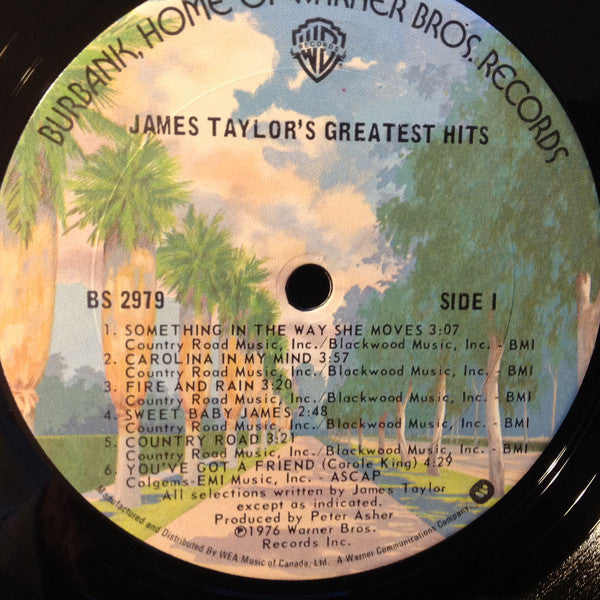 BURBANK, HOME OF WARNER BROS. RECORDS
RECORDS
JAMES TAYLOR'S GREATEST HITS
BS 2979
SIDE 1
1. SOMETHING IN THE WAY SHE MOVES 3:07
Country Road Music, Inc./Blackwood Music, Inc. - BMI
2. CAROLINA IN MY MIND 3:57
Country Road Music, Inc./Blackwood Music, Inc. - BMI
3. FIRE AND RAIN 3:20
Country Road Music, Inc./Blackwood Music, Inc. - BMI
4. SWEET BABY JAMES 2:48
Country Road Music, Inc./Blackwood Music, Inc. - BMI
5. COUNTRY ROAD 3:21
Country Road Music, Inc./Blackwood Music, Inc. - BMI
6. YOU'VE GOT A FRIEND (Carole King) 4:29
Colgems-EMI Music, Inc. - ASCAP
All selections written by James Taylor
except as indicated.
Produced by Peter Asher
℗1976 Warner Bros.
Records Inc.
Manufactured and Distributed By WEA Music of Canada, Ltd. A Warner Communications Company